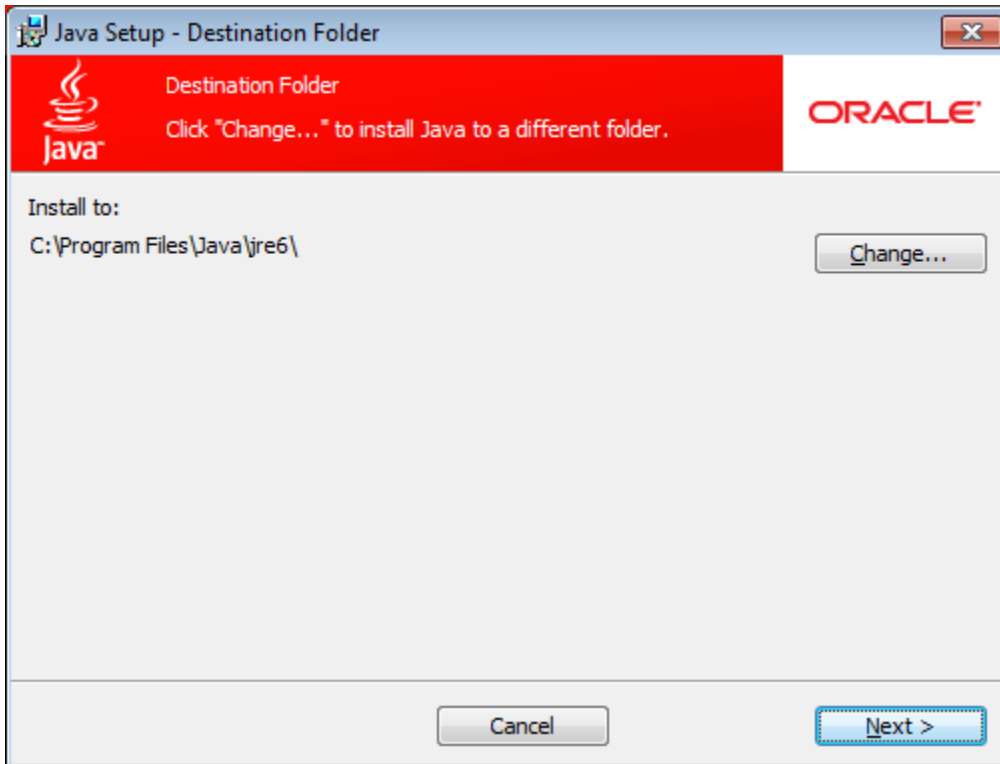 Java Setup - Destination Folder
Destination Folder
Click "Change..." to install Java to a different folder.
Java
ORACLE
Install to:
C:\Program Files\Java\jre6\
Change...
Cancel
Next >